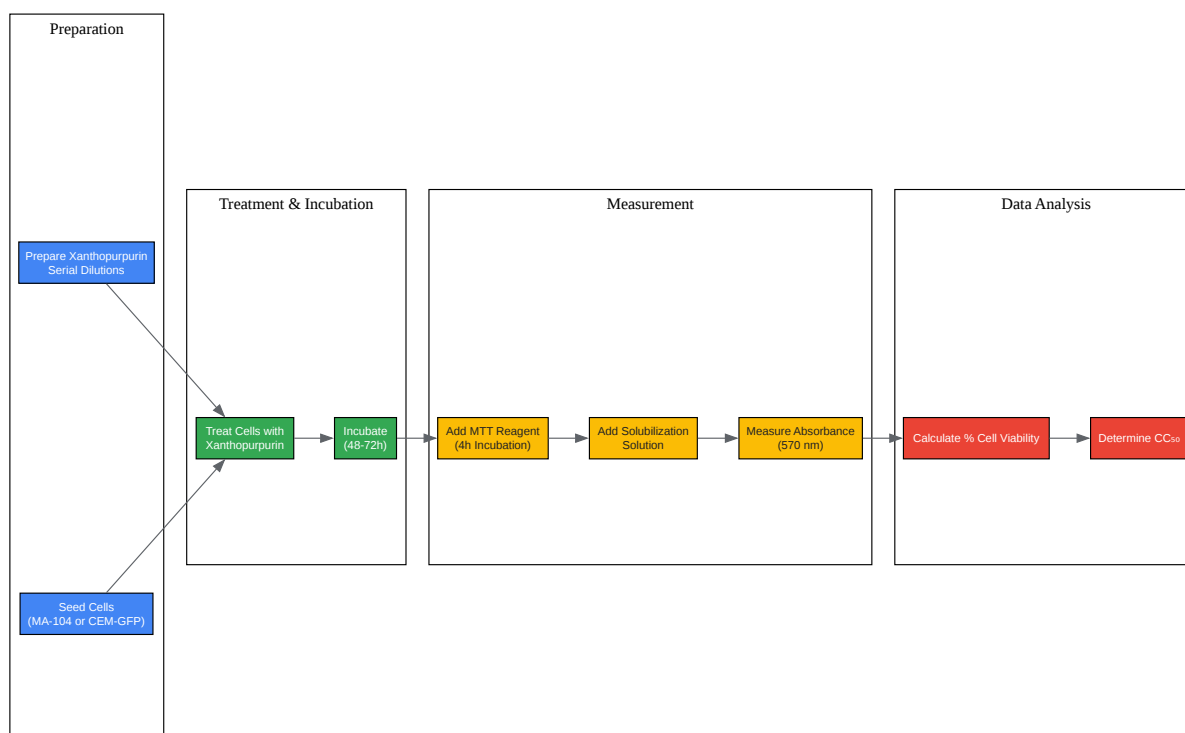 Preparation
Prepare Xanthopurpurin
Serial Dilutions
Seed Cells
(MA-104 or CEM-GFP)
Treatment & Incubation
Treat Cells with
Xanthopurpurin
Incubate
(48-72h)
Measurement
Add MTT Reagent
(4h Incubation)
Add Solubilization
Solution
Measure Absorbance
(570 nm)
Data Analysis
Calculate % Cell Viability
Determine CC₅₀